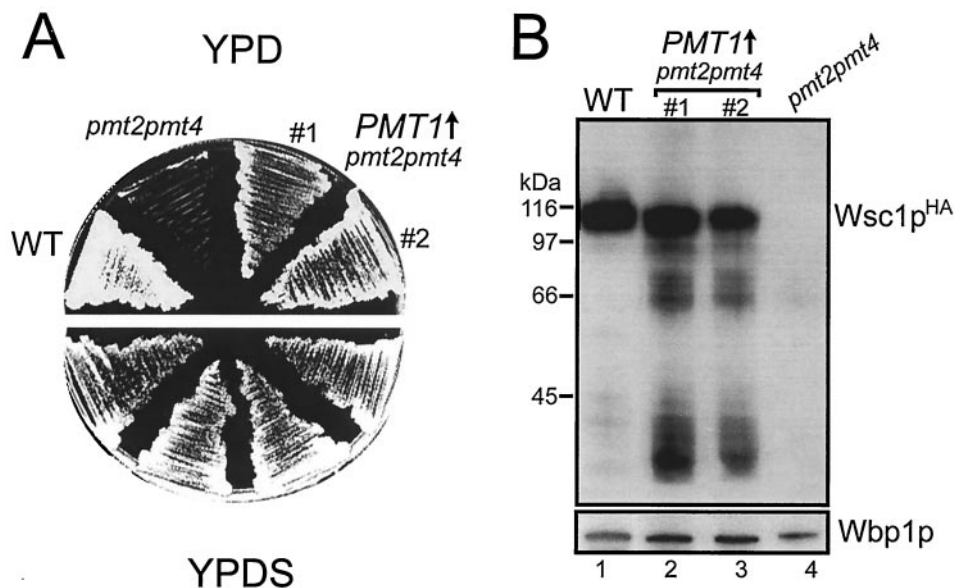 A
YPD
pmt2pmt4
#1
PMT1↑
pmt2pmt4
WT
#2
YPDS
B
PMT1↑
pmt2pmt4
WT
#1
#2
pmt2pmt4
kDa
116
97
66
45
Wsc1pHA
Wbp1p
1 2 3 4